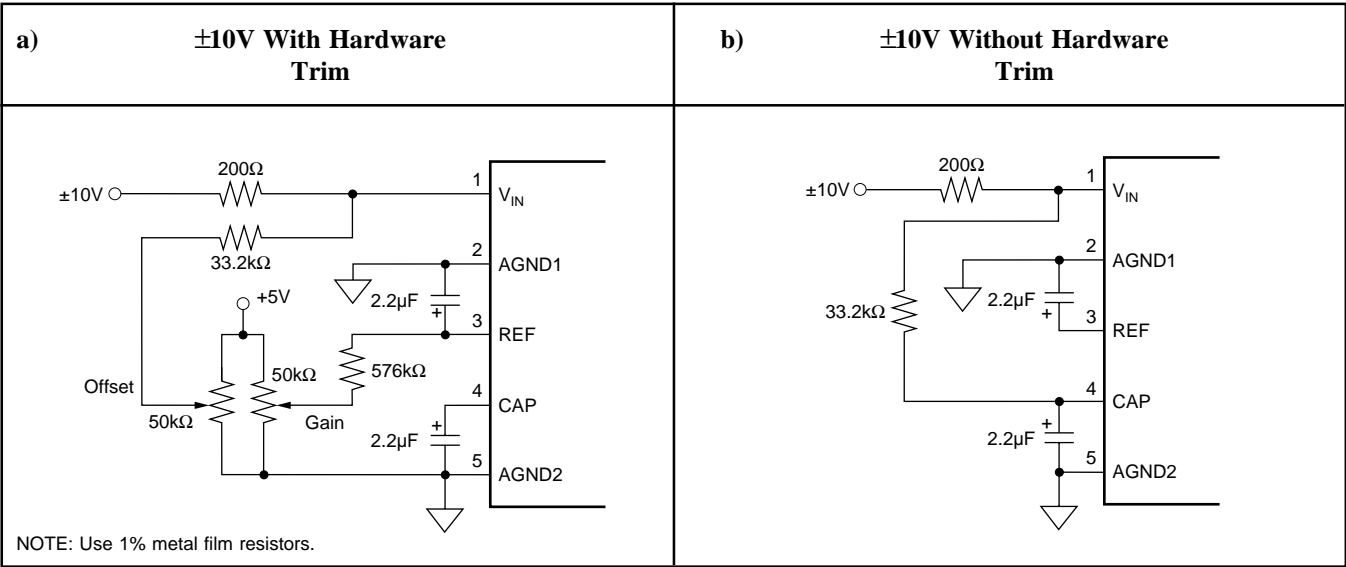 a)
±10V With Hardware
Trim
b)
±10V Without Hardware
Trim
200Ω
±10V
33.2kΩ
+5V
Offset
50kΩ
50kΩ
Gain
576kΩ
2.2µF
+
+
2.2µF
1
VIN
2
AGND1
3
REF
4
CAP
5
AGND2
NOTE: Use 1% metal film resistors.
200Ω
±10V
33.2kΩ
2.2µF
+
+
2.2µF
1
VIN
2
AGND1
3
REF
4
CAP
5
AGND2